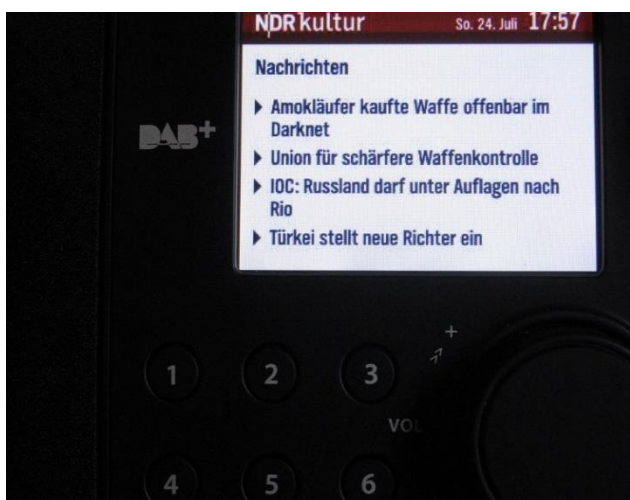 NDR kultur So. 24. Juli 17:57
Nachrichten
Amokläufer kaufte Waffe offenbar im
Darknet
Union für schärfere Waffenkontrolle
IOC: Russland darf unter Auflagen nach
Rio
Türkei stellt neue Richter ein
DAB+
+
1 2 3
VOL
4 5 6